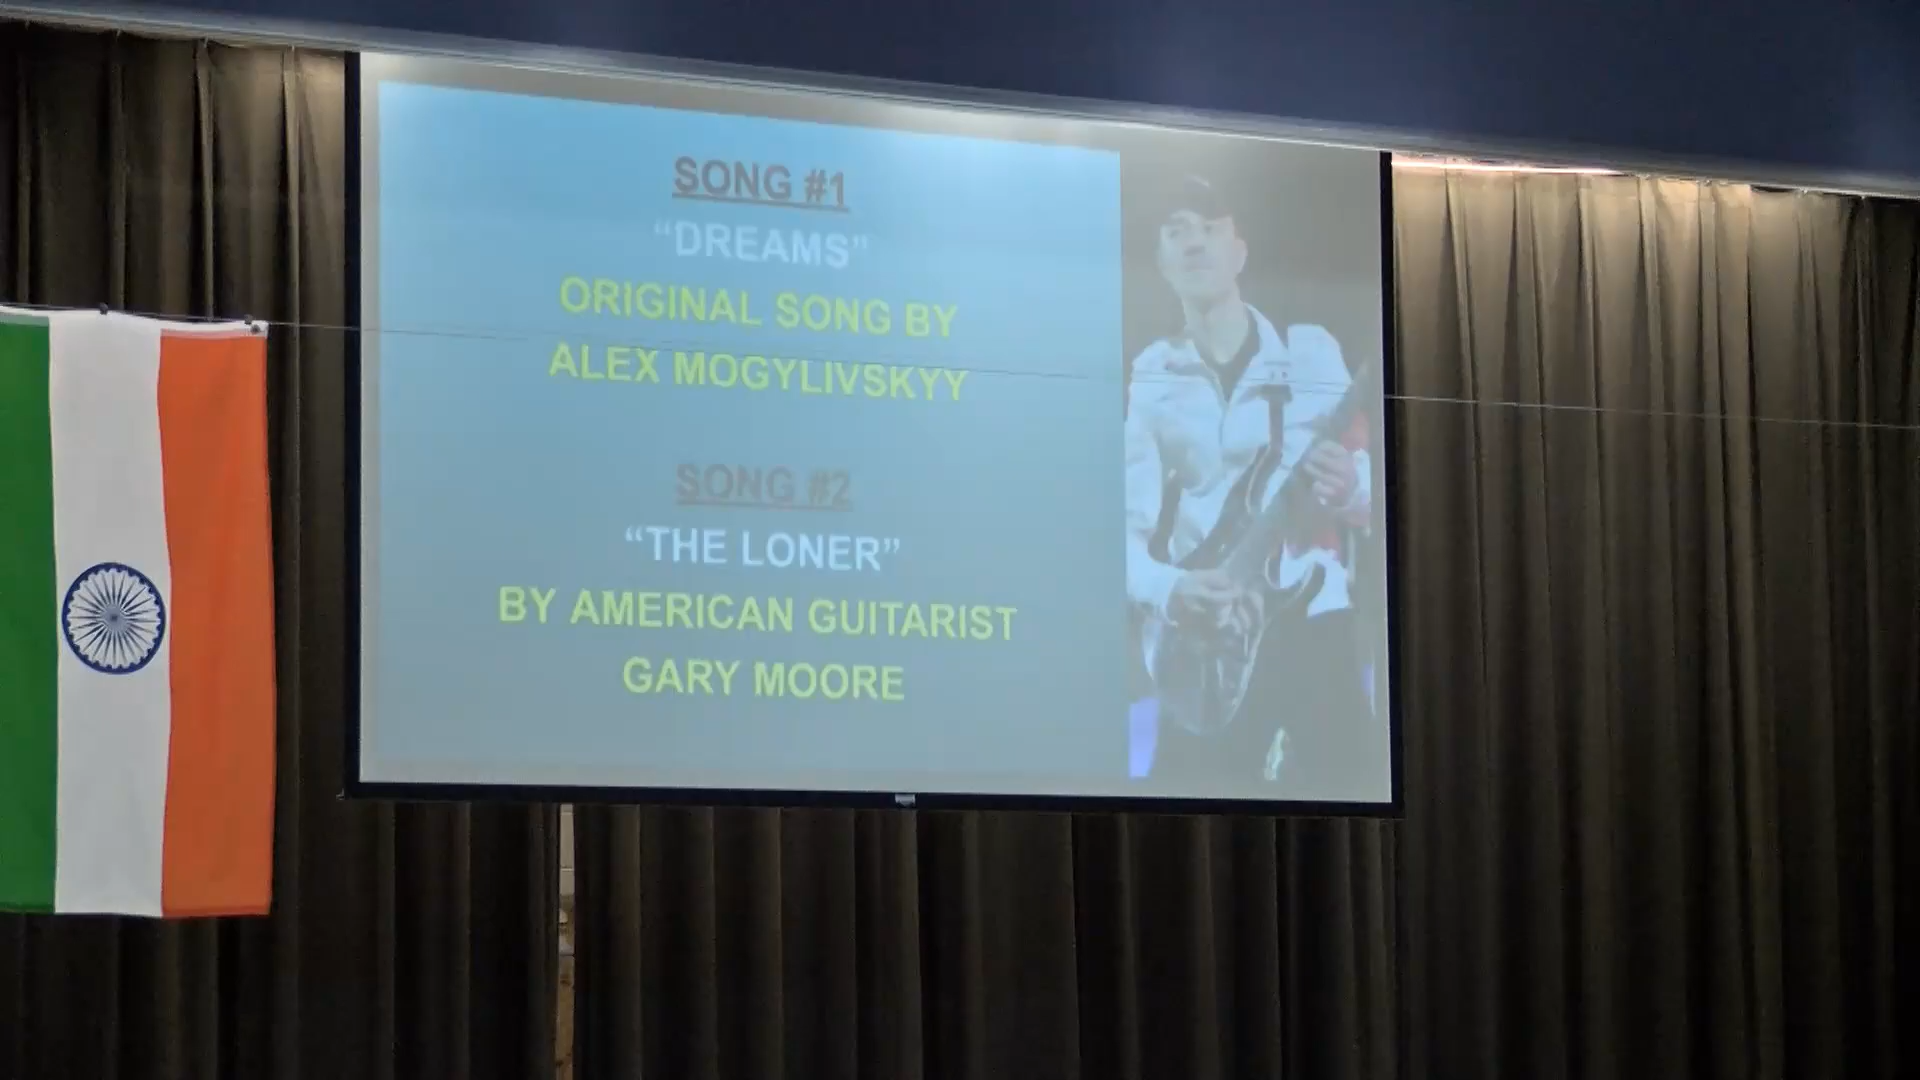 SONG #1
“DREAMS”
ORIGINAL SONG BY
ALEX MOGYLIVSKYY
SONG #2
“THE LONER”
BY AMERICAN GUITARIST
GARY MOORE